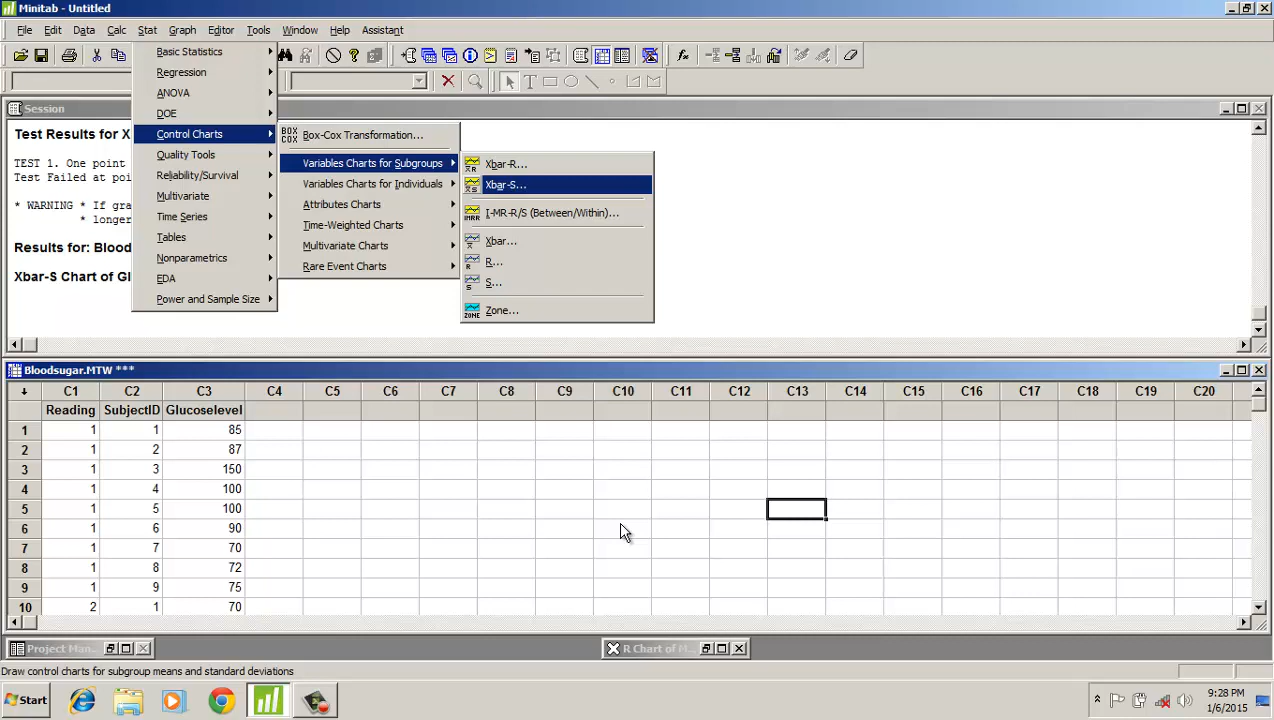 Minitab - Untitled
File Edit Data Calc Stat Graph Editor Tools Window Help Assistant
Basic Statistics
Regression
ANOVA
DOE
Control Charts
Quality Tools
Reliability/Survival
Multivariate
Time Series
Tables
Nonparametrics
EDA
Power and Sample Size
BOX COX Box-Cox Transformation...
Variables Charts for Subgroups
Variables Charts for Individuals
Attributes Charts
Time-Weighted Charts
Multivariate Charts
Rare Event Charts
Xbar-R...
Xbar-S...
I-MR-R/S (Between/Within)...
Xbar...
R...
S...
ZONE Zone...
Session
Test Results for X
TEST 1. One point
Test Failed at poi
* WARNING * If gra
* longer
Results for: Blood
Xbar-S Chart of Gl
Bloodsugar.MTW ***
C1 C2 C3 C4 C5 C6 C7 C8 C9 C10 C11 C12 C13 C14 C15 C16 C17 C18 C19 C20
Reading SubjectID Glucoselevel
1 1 1 85
2 1 2 87
3 1 3 150
4 1 4 100
5 1 5 100
6 1 6 90
7 1 7 70
8 1 8 72
9 1 9 75
10 2 1 70
Project Man...
R Chart of M...
Draw control charts for subgroup means and standard deviations
Start
9:28 PM
1/6/2015